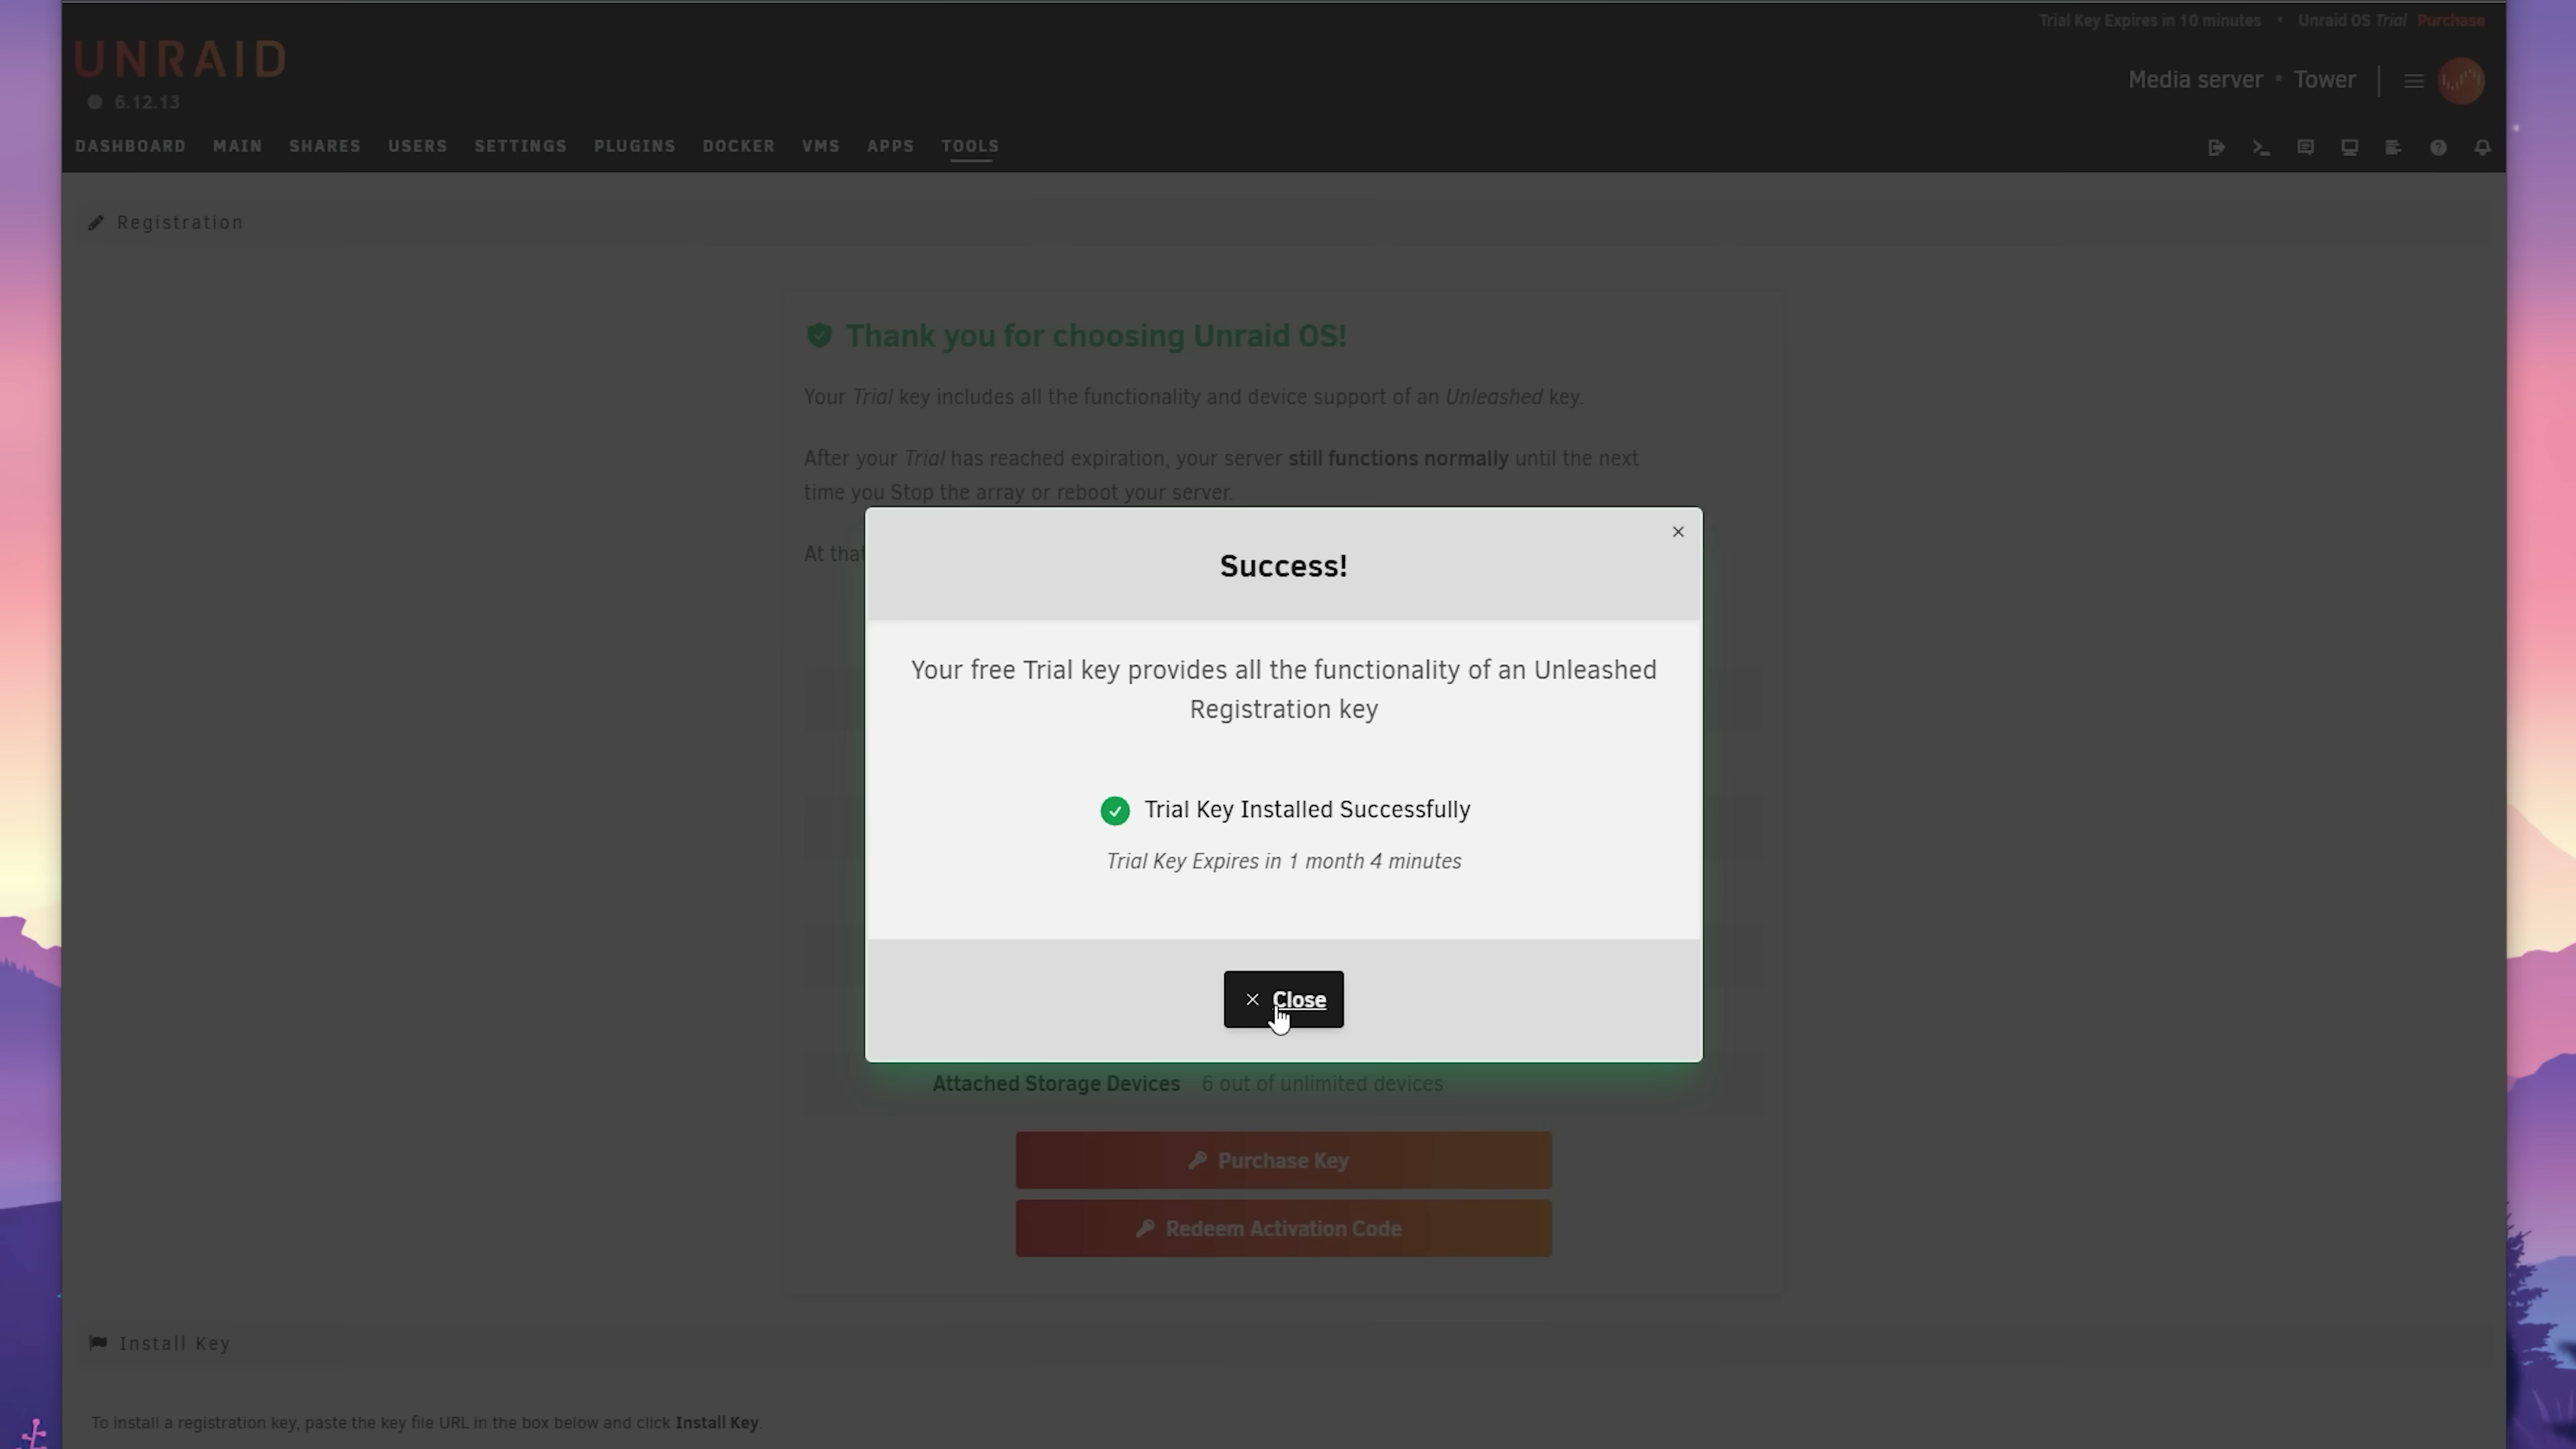 Trial Key Expires in 10 minutes • Unraid OS Trial Purchase
UNRAID
6.12.13
Media server • Tower
DASHBOARD MAIN SHARES USERS SETTINGS PLUGINS DOCKER VMS APPS TOOLS
Registration
Thank you for choosing Unraid OS!
Your Trial key includes all the functionality and device support of an Unleashed key.
After your Trial has reached expiration, your server still functions normally until the next
time you Stop the array or reboot your server.
At that
Success!
Your free Trial key provides all the functionality of an Unleashed
Registration key
Trial Key Installed Successfully
Trial Key Expires in 1 month 4 minutes
Close
Attached Storage Devices 6 out of unlimited devices
Purchase Key
Redeem Activation Code
Install Key
To install a registration key, paste the key file URL in the box below and click Install Key.